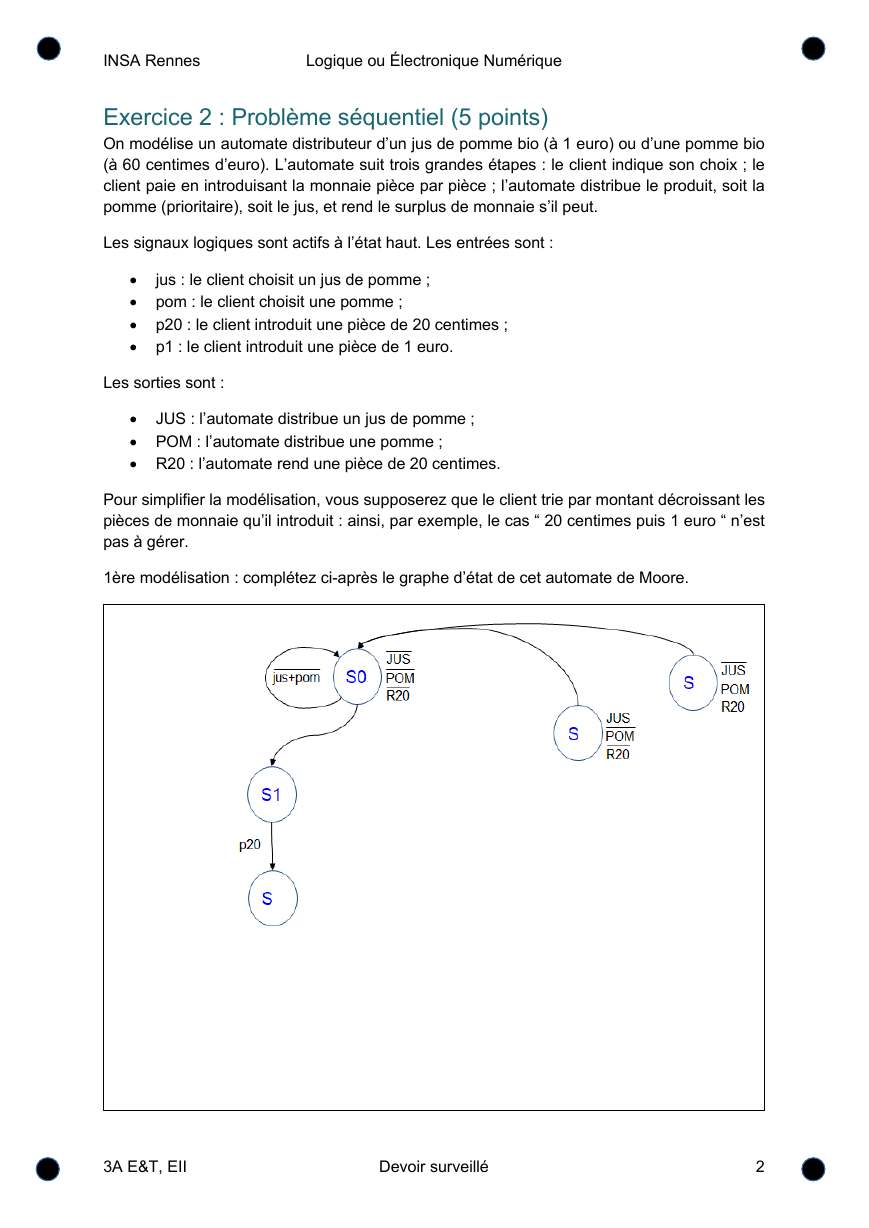 INSA Rennes Logique ou Électronique Numérique
Exercice 2 : Problème séquentiel (5 points)
On modélise un automate distributeur d’un jus de pomme bio (à 1 euro) ou d’une pomme bio
(à 60 centimes d’euro). L’automate suit trois grandes étapes : le client indique son choix ; le
client paie en introduisant la monnaie pièce par pièce ; l’automate distribue le produit, soit la
pomme (prioritaire), soit le jus, et rend le surplus de monnaie s’il peut.
Les signaux logiques sont actifs à l’état haut. Les entrées sont :
• jus : le client choisit un jus de pomme ;
• pom : le client choisit une pomme ;
• p20 : le client introduit une pièce de 20 centimes ;
• p1 : le client introduit une pièce de 1 euro.
Les sorties sont :
• JUS : l’automate distribue un jus de pomme ;
• POM : l’automate distribue une pomme ;
• R20 : l’automate rend une pièce de 20 centimes.
Pour simplifier la modélisation, vous supposerez que le client trie par montant décroissant les
pièces de monnaie qu’il introduit : ainsi, par exemple, le cas “ 20 centimes puis 1 euro “ n’est
pas à gérer.
1ère modélisation : complétez ci-après le graphe d’état de cet automate de Moore.
jus+pom
S0
JUS
POM
R20
S
JUS
POM
R20
S
JUS
POM
R20
S1
p20
S
3A E&T, EII Devoir surveillé 2